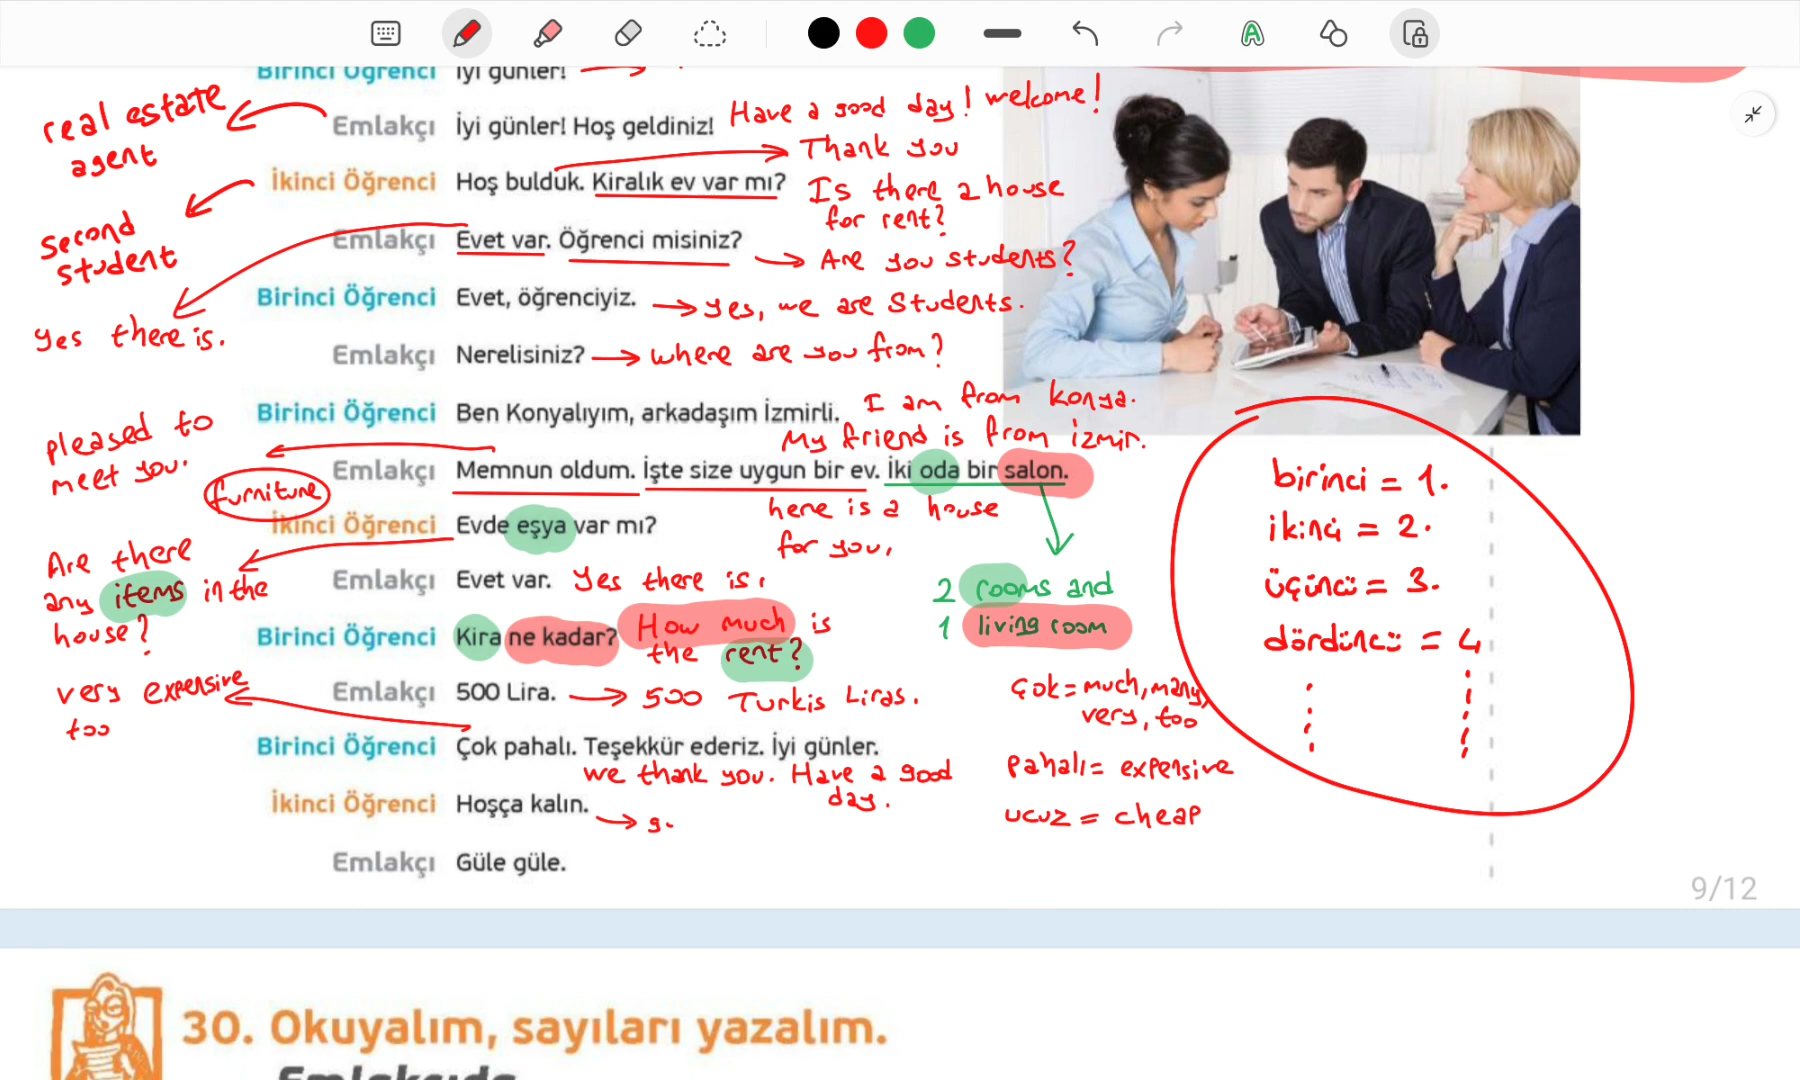 Birinci Öğrenci İyi günler!
real estate agent
Emlakçı İyi günler! Hoş geldiniz! Have a good day! welcome!
Thank you
İkinci Öğrenci Hoş bulduk. Kiralık ev var mı? Is there a house for rent?
second student
Emlakçı Evet var. Öğrenci misiniz?
Are you students?
Birinci Öğrenci Evet, öğrenciyiz. Yes, we are students.
yes there is.
Emlakçı Nerelisiniz? where are you from?
Birinci Öğrenci Ben Konyalıyım, arkadaşım İzmirli. I am from konya.
My friend is from izmir.
pleased to meet you.
Emlakçı Memnun oldum. İşte size uygun bir ev. İki oda bir salon.
furniture
here is a house for you,
İkinci Öğrenci Evde eşya var mı?
Are there any items in the house?
Emlakçı Evet var. Yes there is.
2 rooms and
1 living room
Birinci Öğrenci Kira ne kadar? How much is the rent?
very expensive
too
Emlakçı 500 Lira. 500 Turkis Liras.
Birinci Öğrenci Çok pahalı. Teşekkür ederiz. İyi günler.
we thank you. Have a good day.
İkinci Öğrenci Hoşça kalın.
g.
Emlakçı Güle güle.
çok = much, many, very, too
pahalı = expensive
ucuz = cheap
birinci = 1.
ikinci = 2.
üçüncü = 3.
dördüncü = 4
9/12
30. Okuyalım, sayıları yazalım.
Emlakçıda